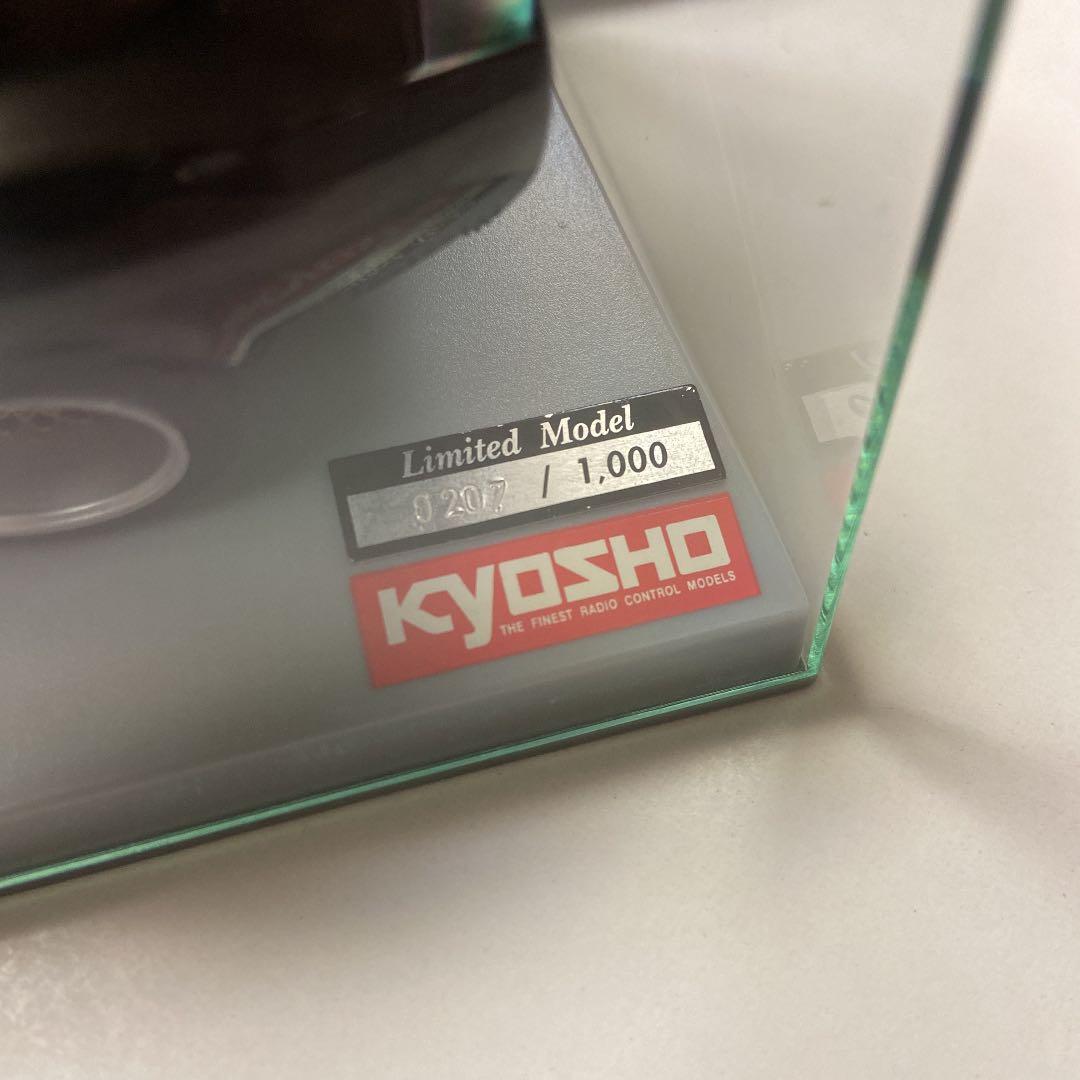 Limited Model
0207 / 1,000
KYOSHO
THE FINEST RADIO CONTROL MODELS